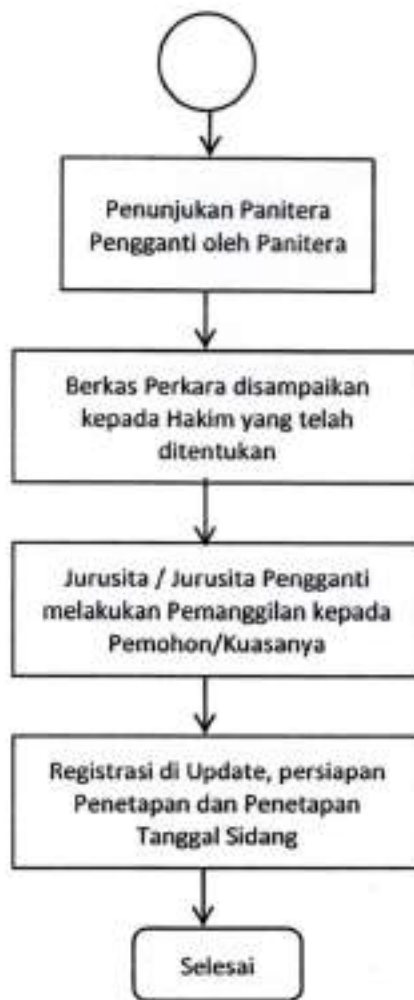 Penunjukan Panitera
Pengganti oleh Panitera
Berkas Perkara disampaikan
kepada Hakim yang telah
ditentukan
Jurusita / Jurusita Pengganti
melakukan Pemanggilan kepada
Pemohon/Kuasanya
Registrasi di Update, persiapan
Penetapan dan Penetapan
Tanggal Sidang
Selesai